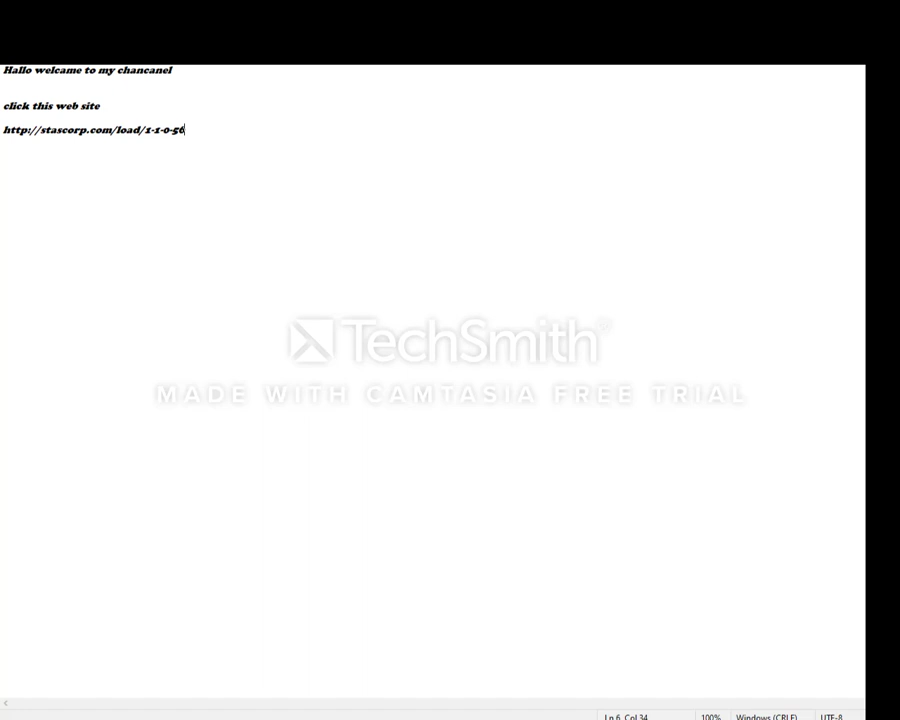 Hallo welcome to my chancanel
click this web site
http://stascorp.com/load/1-1-0-56
TechSmith®
MADE WITH CAMTASIA FREE TRIAL
Ln 6, Col 34 100% Windows (CRLF) UTF-8